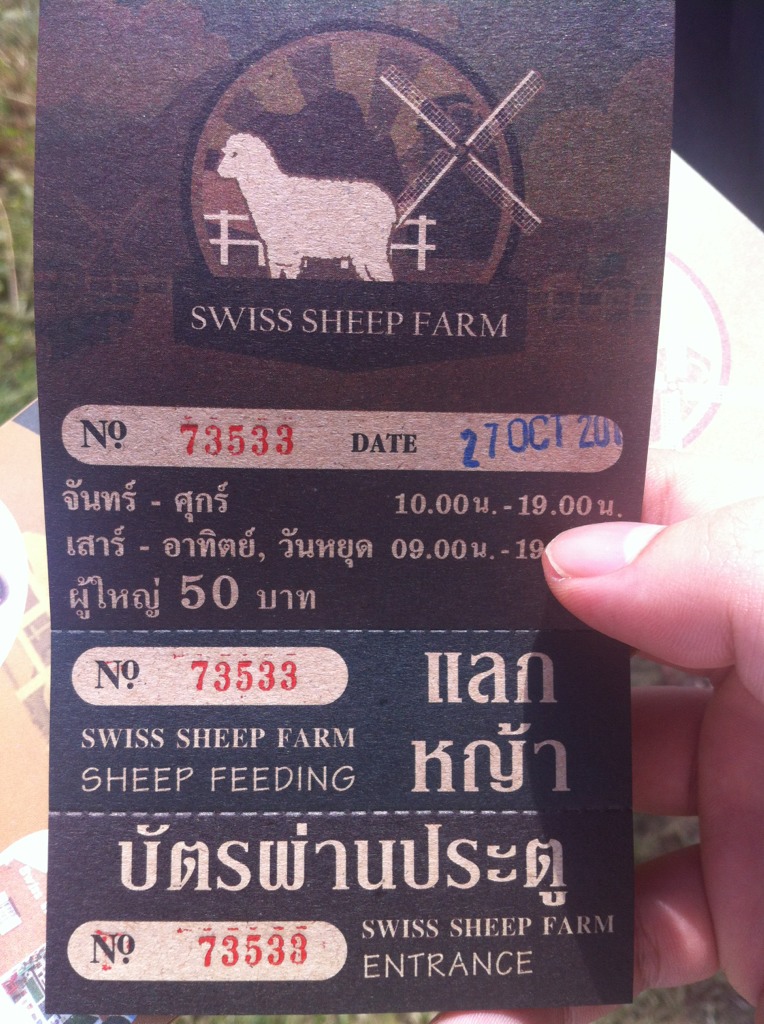 SWISS SHEEP FARM
Nº 73533 DATE 27 OCT
จันทร์ - ศุกร์ 10.00น.-19.00น.
เสาร์ - อาทิตย์, วันหยุด 09.00น.-19
ผู้ใหญ่ 50 บาท
Nº 73533
แลก
หญ้า
SWISS SHEEP FARM
SHEEP FEEDING
บัตรผ่านประตู
Nº 73533
SWISS SHEEP FARM
ENTRANCE